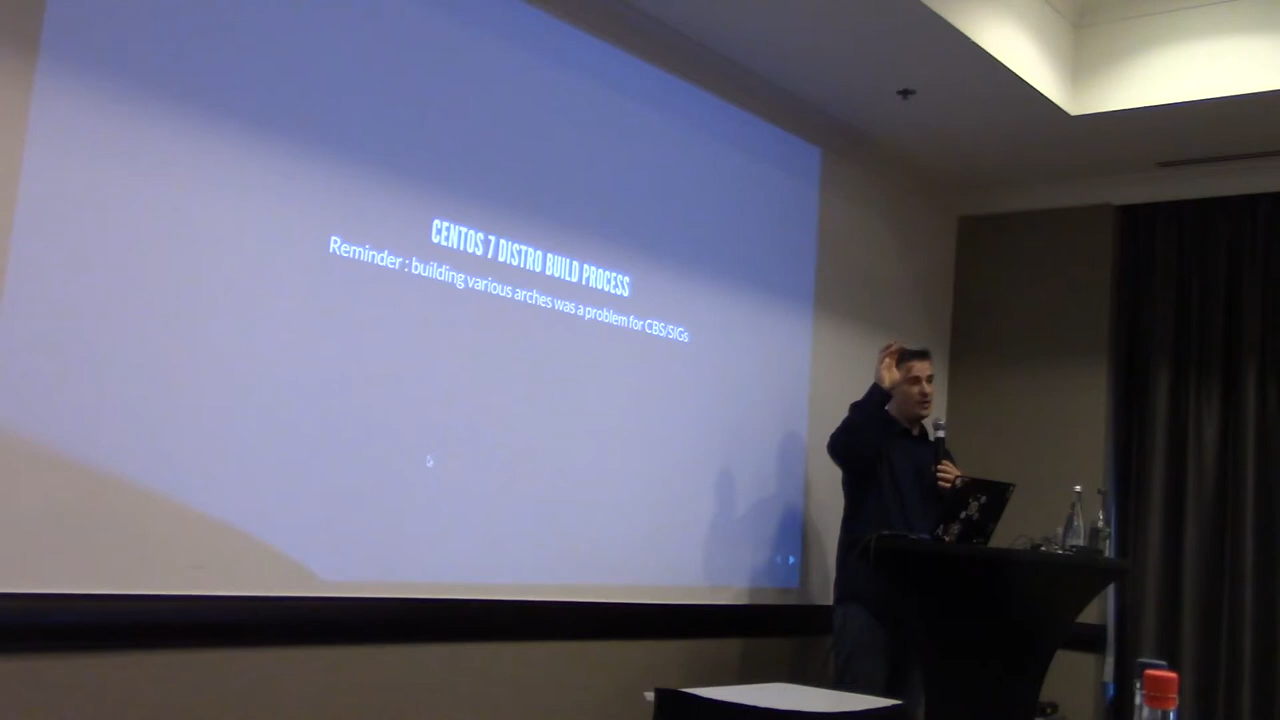 CENTOS 7 DISTRO BUILD PROCESS
Reminder : building various arches was a problem for CBS/SIGs